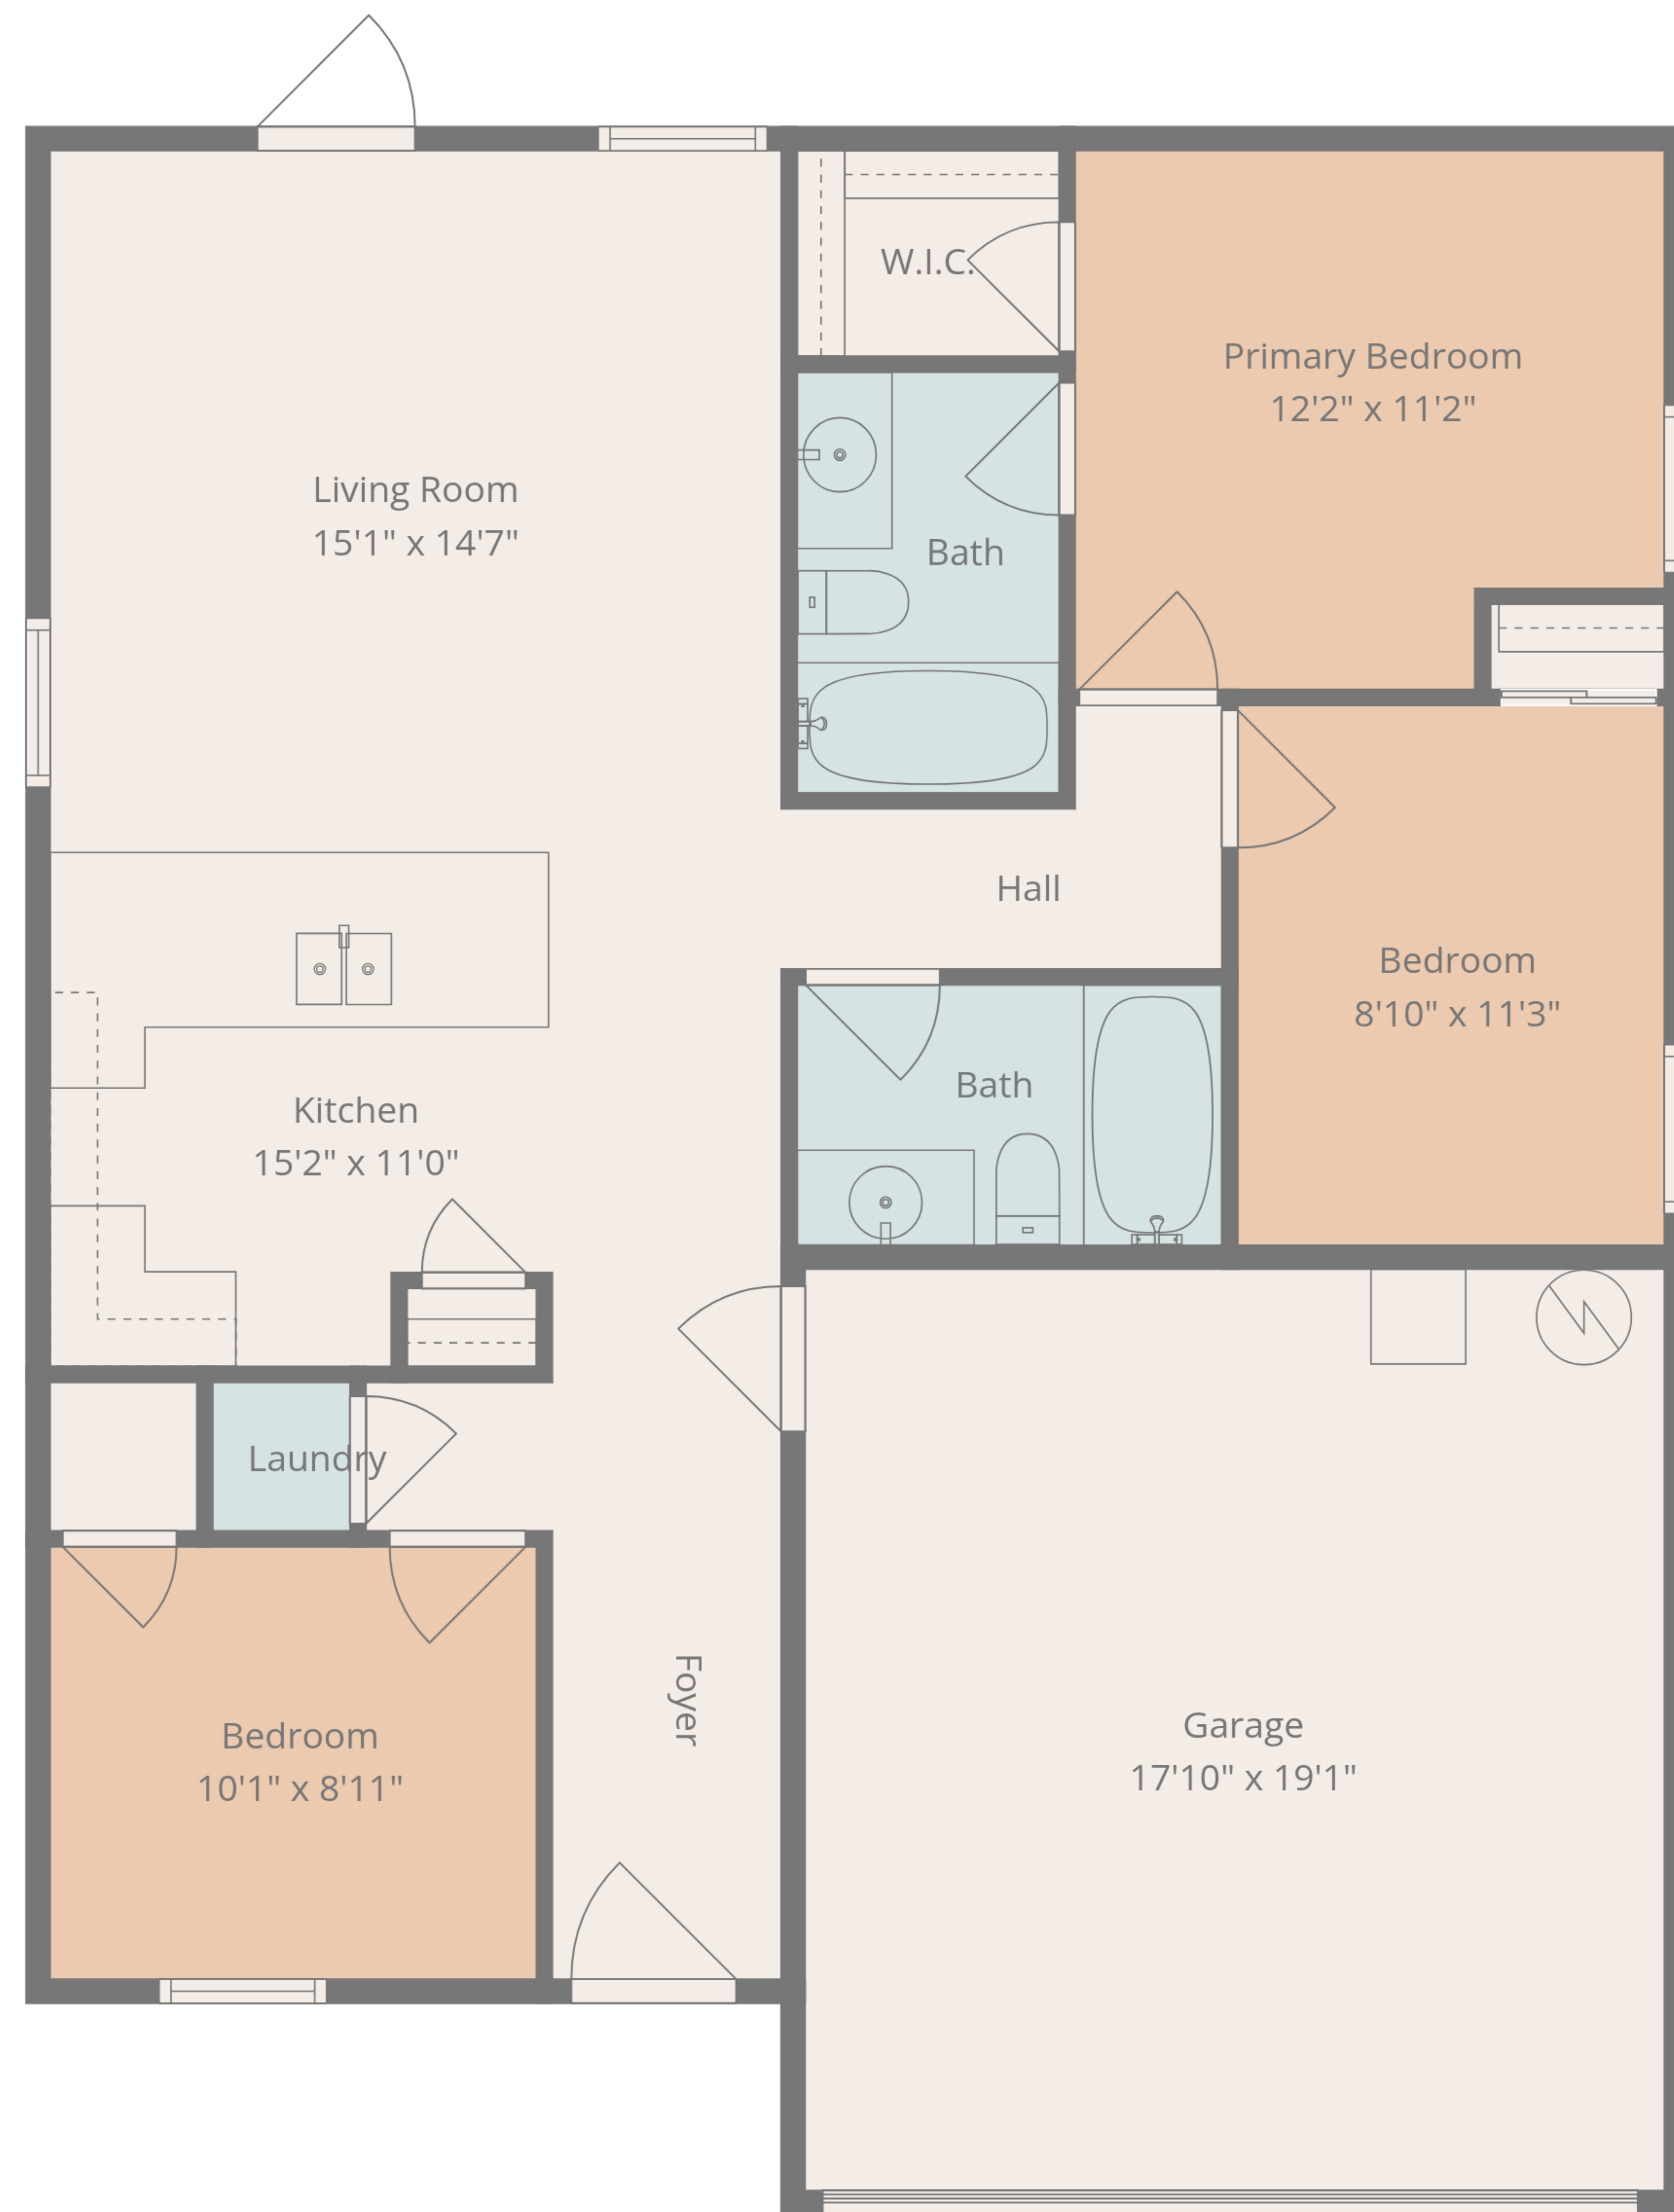 W.I.C.
Primary Bedroom
12'2" x 11'2"
Living Room
15'1" x 14'7"
Bath
Hall
Bedroom
8'10" x 11'3"
Bath
Kitchen
15'2" x 11'0"
Laundry
Foyer
Bedroom
10'1" x 8'11"
Garage
17'10" x 19'1"